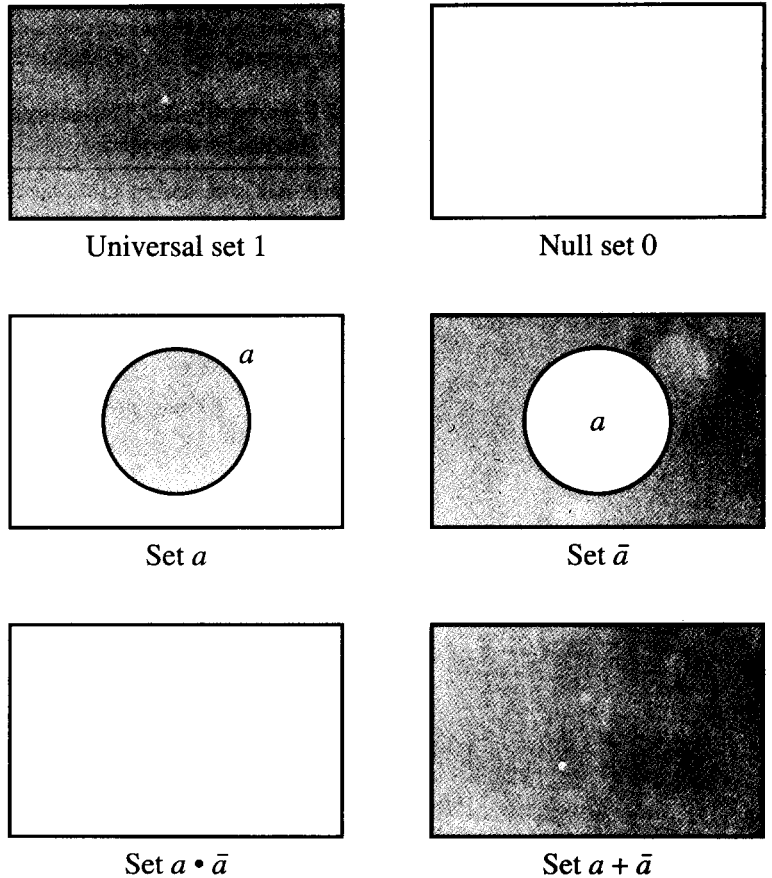 Universal set 1
Null set 0
a
a
Set a
Set ā
Set a • ā
Set a + ā